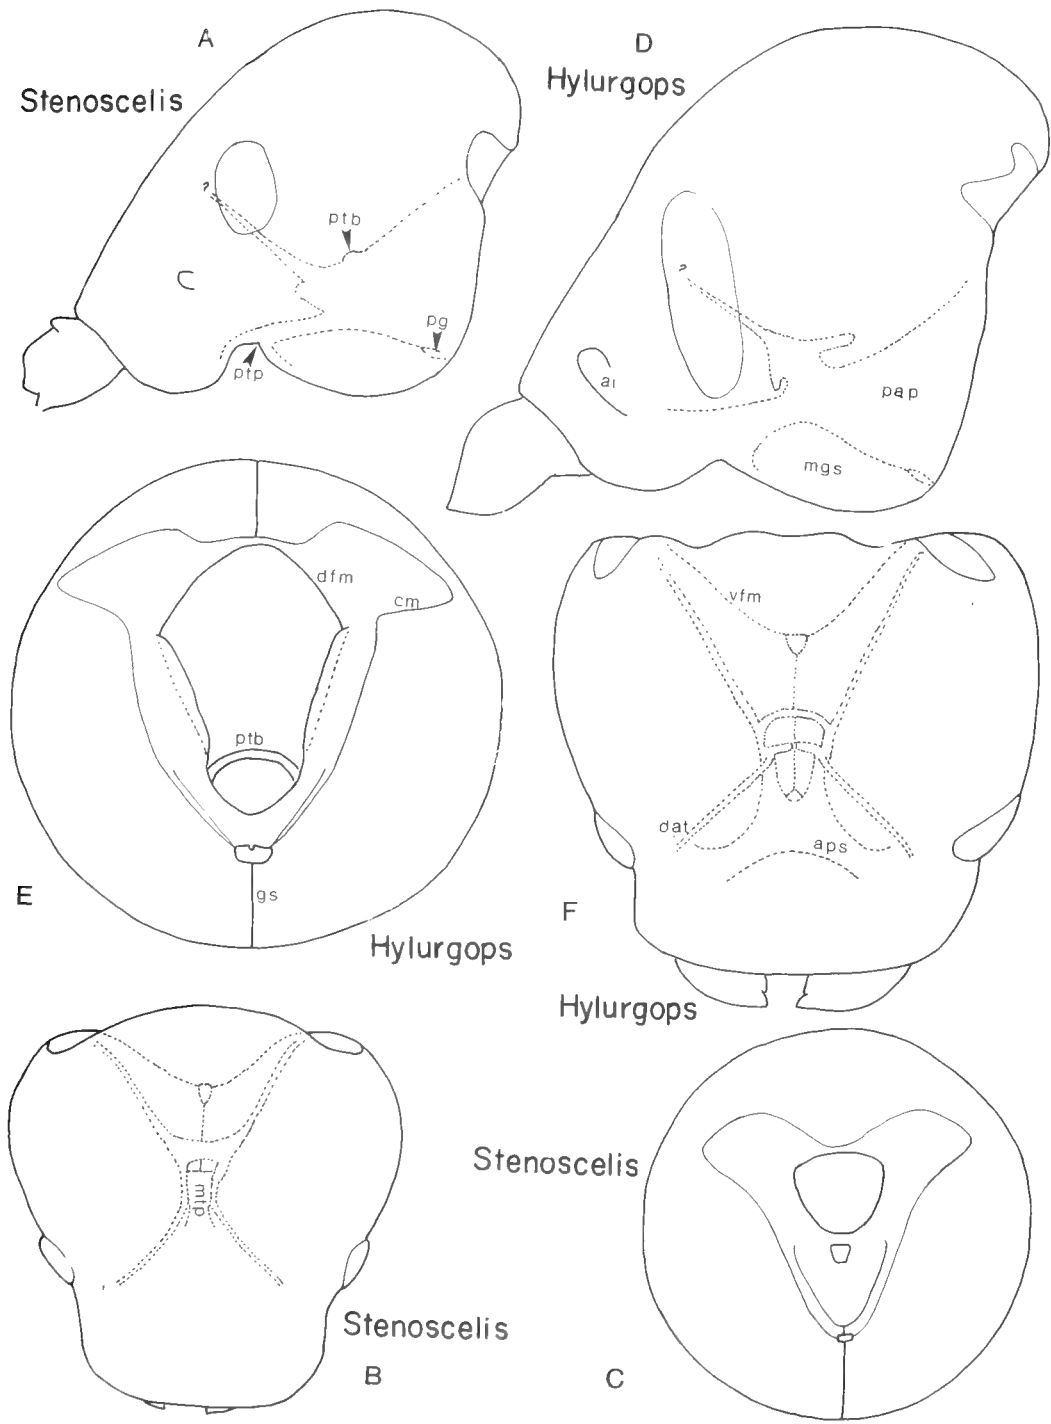 A
Stenoscelis
ptb
pg
ptp
D
Hylurgops
ai
pap
mgs
dfm
cm
ptb
gs
E
Hylurgops
vfm
dat
aps
F
Hylurgops
mtp
Stenoscelis
B
Stenoscelis
C